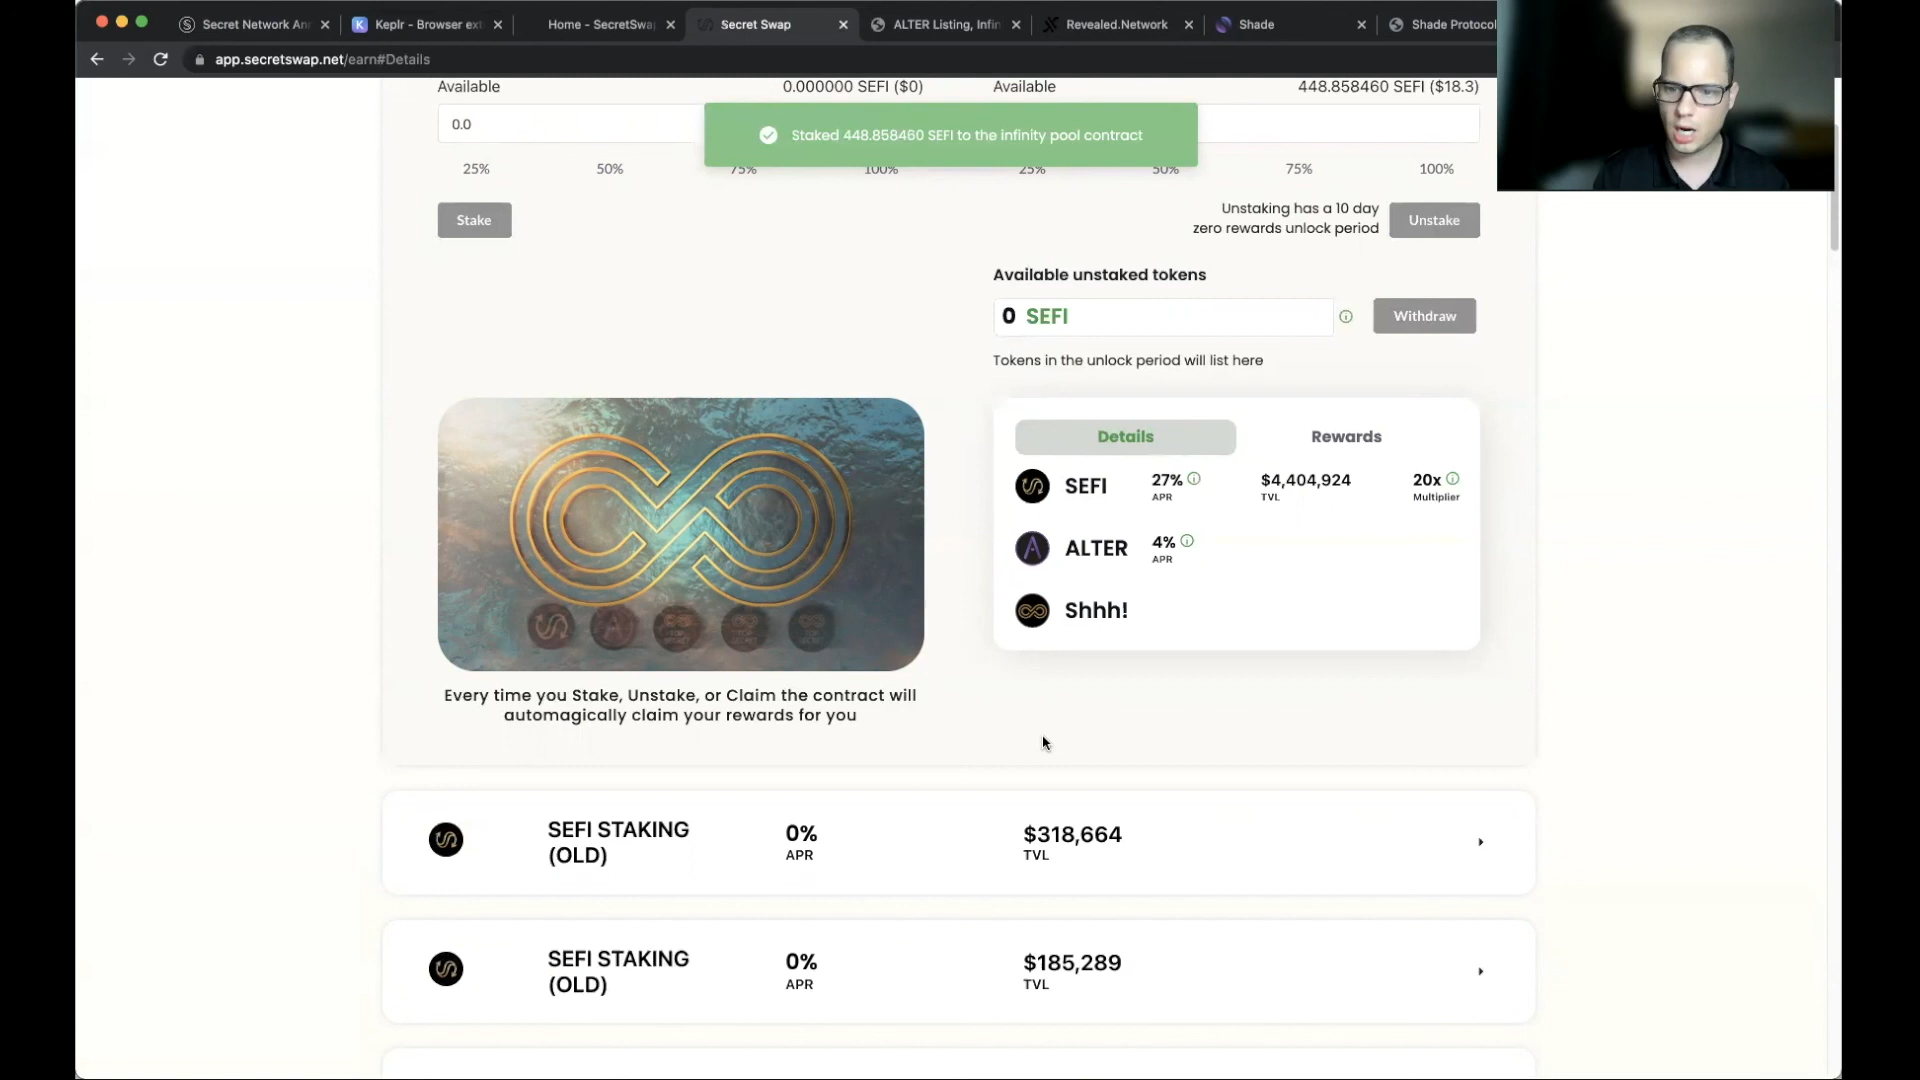 Secret Network Ann
Keplr - Browser ext
Home - SecretSwap
Secret Swap
ALTER Listing, Infin
Revealed.Network
Shade
Shade Protocol
app.secretswap.net/earn#Details
Available
0.000000 SEFI ($0)
Available
448.858460 SEFI ($18.3)
0.0
Staked 448.858460 SEFI to the infinity pool contract
25%
50%
75%
100%
25%
50%
75%
100%
Stake
Unstaking has a 10 day
zero rewards unlock period
Unstake
Available unstaked tokens
0 SEFI
Withdraw
Tokens in the unlock period will list here
Details
Rewards
SEFI
27%
APR
$4,404,924
TVL
20x
Multiplier
ALTER
4%
APR
Shhh!
Every time you Stake, Unstake, or Claim the contract will
automagically claim your rewards for you
SEFI STAKING
(OLD)
0%
APR
$318,664
TVL
SEFI STAKING
(OLD)
0%
APR
$185,289
TVL